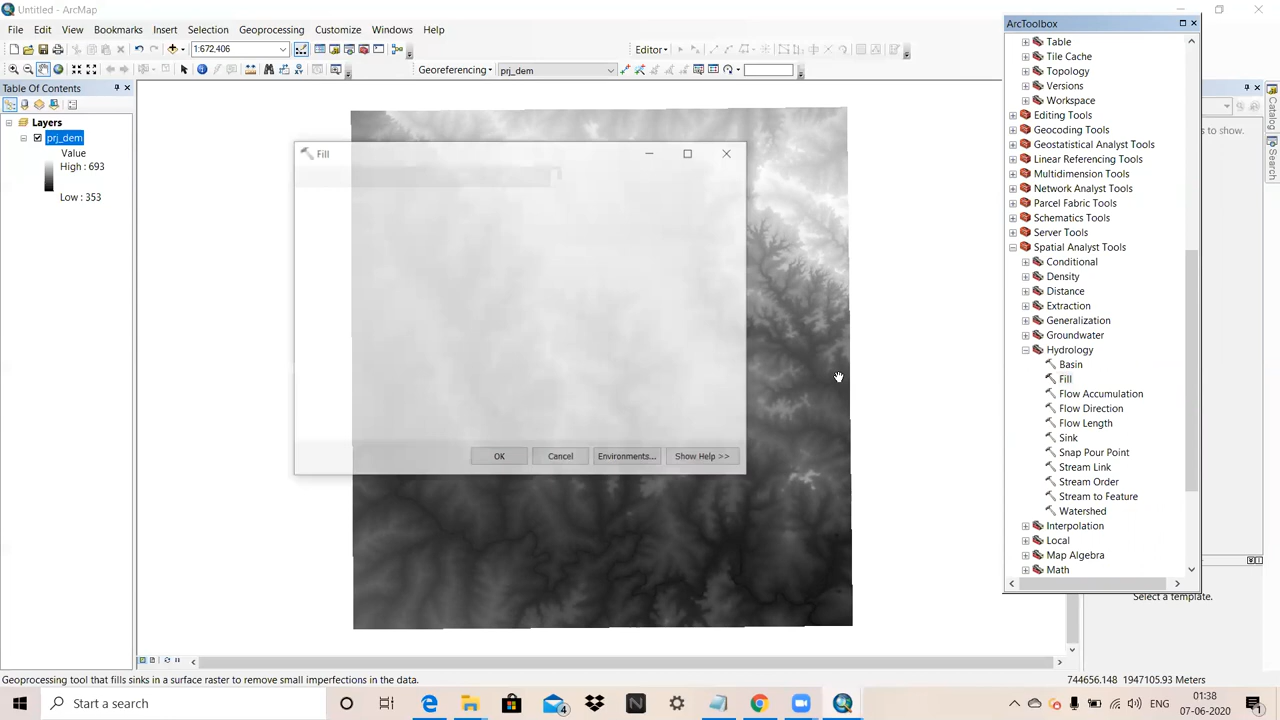 Untitled - ArcMap
File Edit View Bookmarks Insert Selection Geoprocessing Customize Windows Help
1:672,406
Editor
Georeferencing
prj_dem
Table Of Contents
Layers
prj_dem
Value
High : 693
Low : 353
Fill
OK
Cancel
Environments...
Show Help >>
ArcToolbox
Table
Tile Cache
Topology
Versions
Workspace
Editing Tools
Geocoding Tools
Geostatistical Analyst Tools
Linear Referencing Tools
Multidimension Tools
Network Analyst Tools
Parcel Fabric Tools
Schematics Tools
Server Tools
Spatial Analyst Tools
Conditional
Density
Distance
Extraction
Generalization
Groundwater
Hydrology
Basin
Fill
Flow Accumulation
Flow Direction
Flow Length
Sink
Snap Pour Point
Stream Link
Stream Order
Stream to Feature
Watershed
Interpolation
Local
Map Algebra
Math
s to show.
Catalog
Search
Select a template.
Geoprocessing tool that fills sinks in a surface raster to remove small imperfections in the data.
744656.148 1947105.93 Meters
Start a search
4
N
ENG
01:38
07-06-2020
1